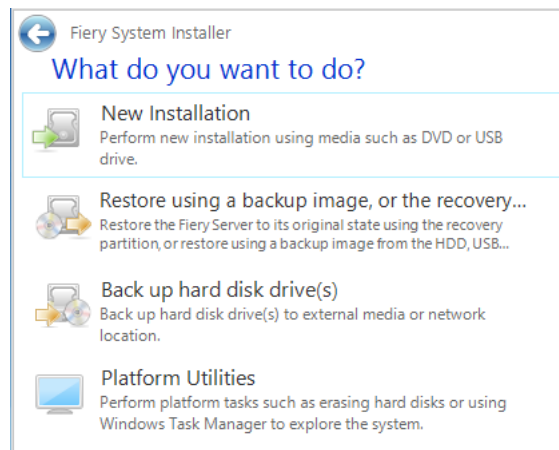 Fiery System Installer
What do you want to do?
New Installation
Perform new installation using media such as DVD or USB
drive.
Restore using a backup image, or the recovery...
Restore the Fiery Server to its original state using the recovery
partition, or restore using a backup image from the HDD, USB...
Back up hard disk drive(s)
Back up hard disk drive(s) to external media or network
location.
Platform Utilities
Perform platform tasks such as erasing hard disks or using
Windows Task Manager to explore the system.